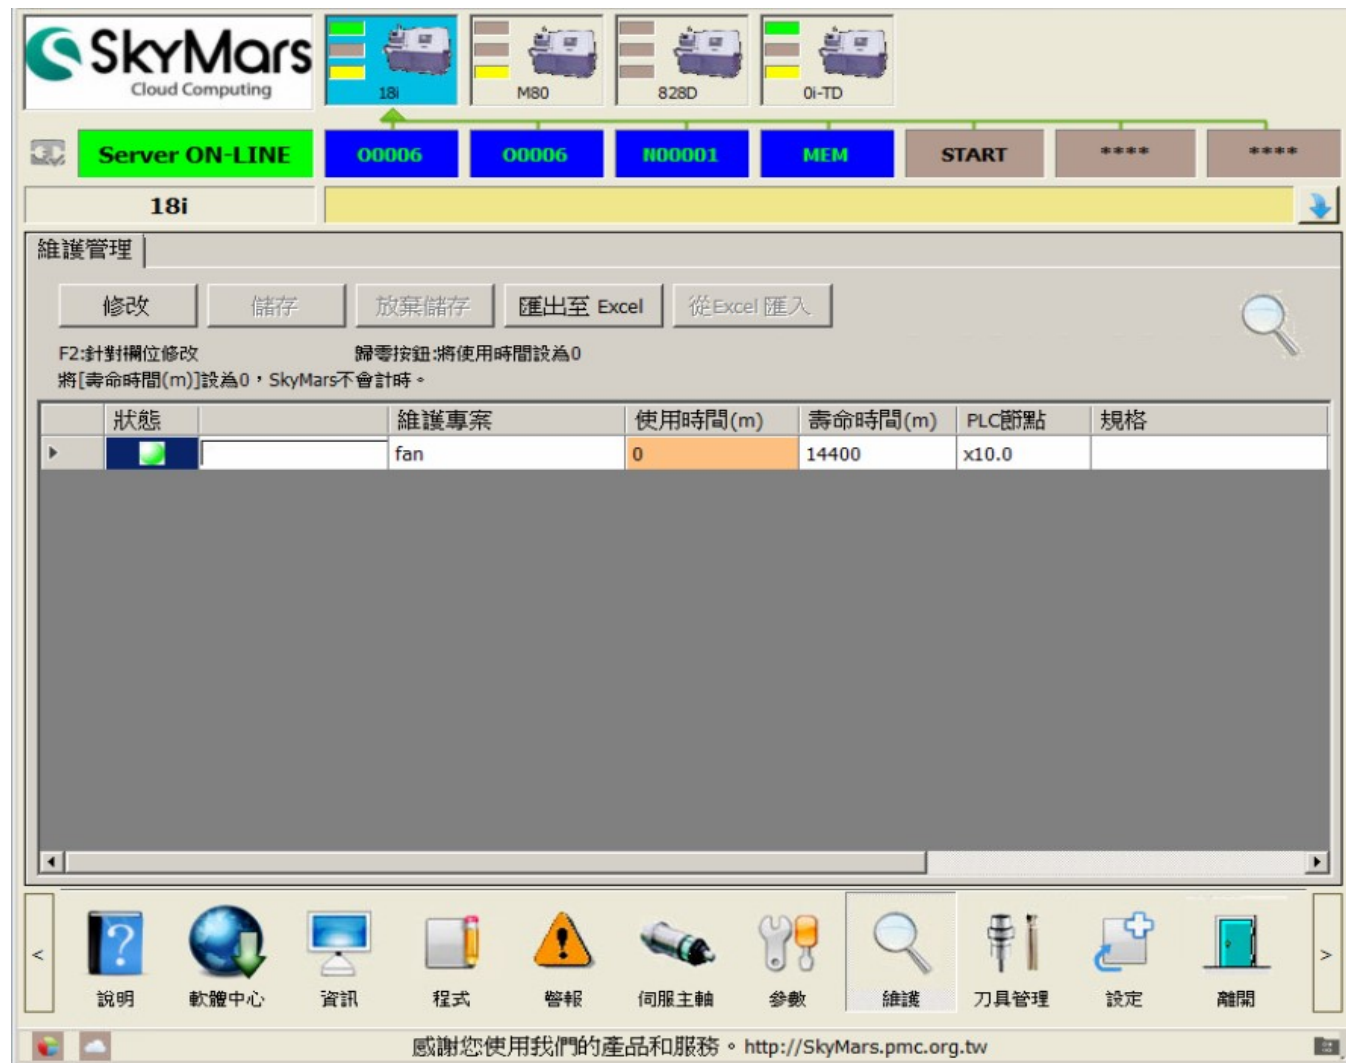 SkyMars
Cloud Computing
18i
M80
828D
0i-TD
Server ON-LINE
O0006
O0006
N00001
MEM
START
****
****
18i
維護管理
修改
儲存
放棄儲存
匯出至 Excel
從Excel 匯入
F2:針對欄位修改
歸零按鈕:將使用時間設為0
將[壽命時間(m)]設為0，SkyMars不會計時。
狀態
維護專案
使用時間(m)
壽命時間(m)
PLC節點
規格
fan
0
14400
x10.0
<
說明
軟體中心
資訊
程式
警報
伺服主軸
參數
維護
刀具管理
設定
離開
>
感謝您使用我們的產品和服務。http://SkyMars.pmc.org.tw